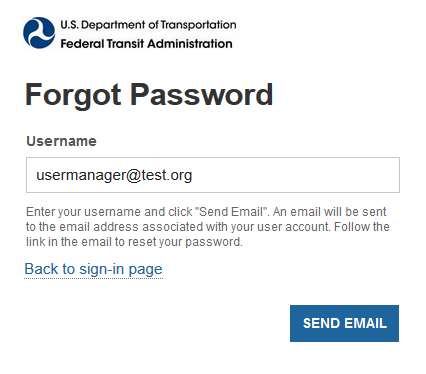 U.S. Department of Transportation
Federal Transit Administration
Forgot Password
Username
usermanager@test.org
Enter your username and click "Send Email". An email will be sent
to the email address associated with your user account. Follow the
link in the email to reset your password.
Back to sign-in page
SEND EMAIL